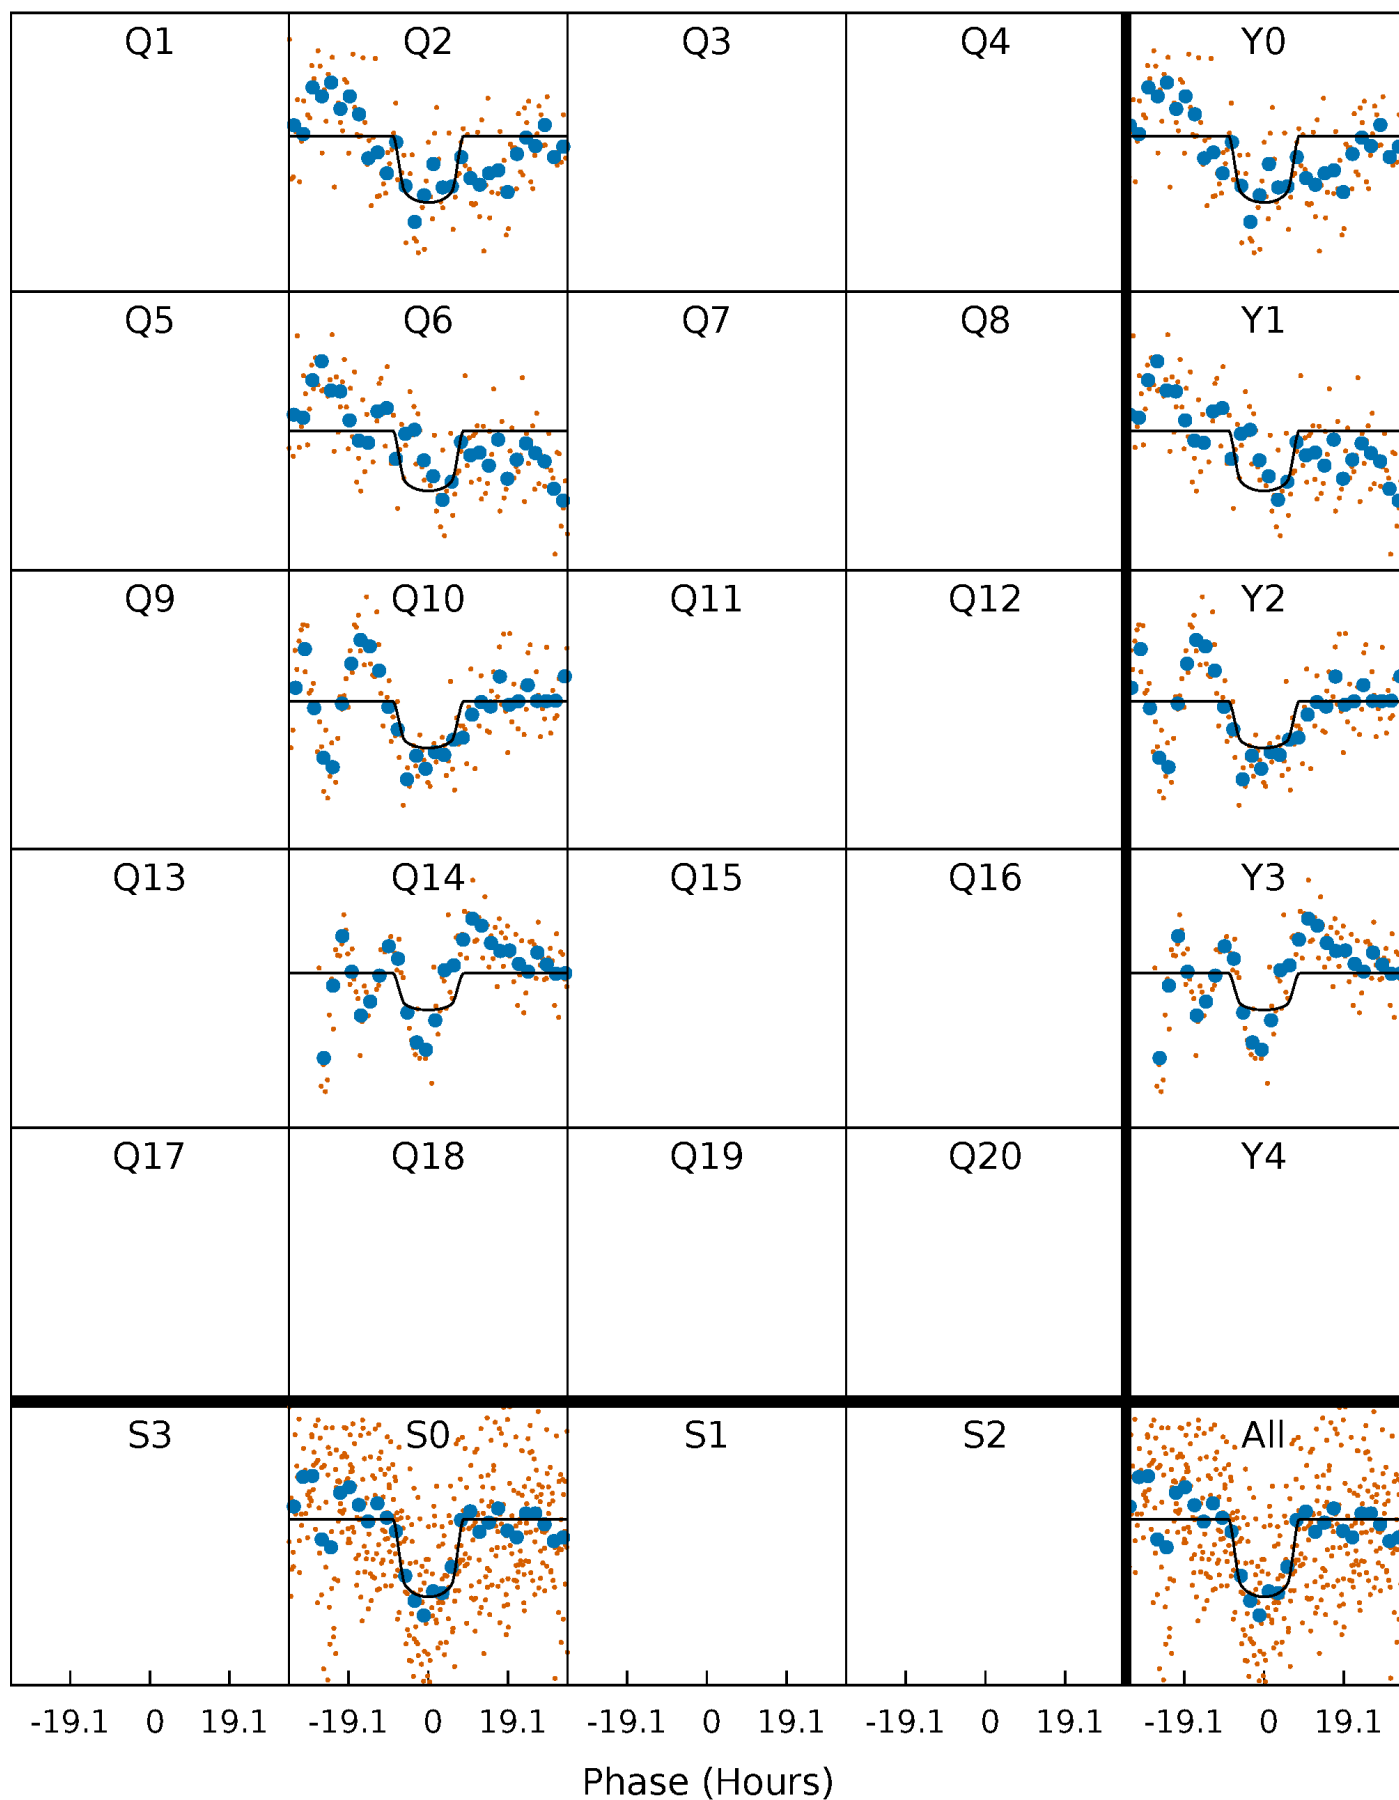 Q1 Q2 Q3 Q4 Y0
Q5 Q6 Q7 Q8 Y1
Q9 Q10 Q11 Q12 Y2
Q13 Q14 Q15 Q16 Y3
Q17 Q18 Q19 Q20 Y4
S3 S0 S1 S2 All
-19.1 0 19.1 -19.1 0 19.1 -19.1 0 19.1 -19.1 0 19.1 -19.1 0 19.1
Phase (Hours)